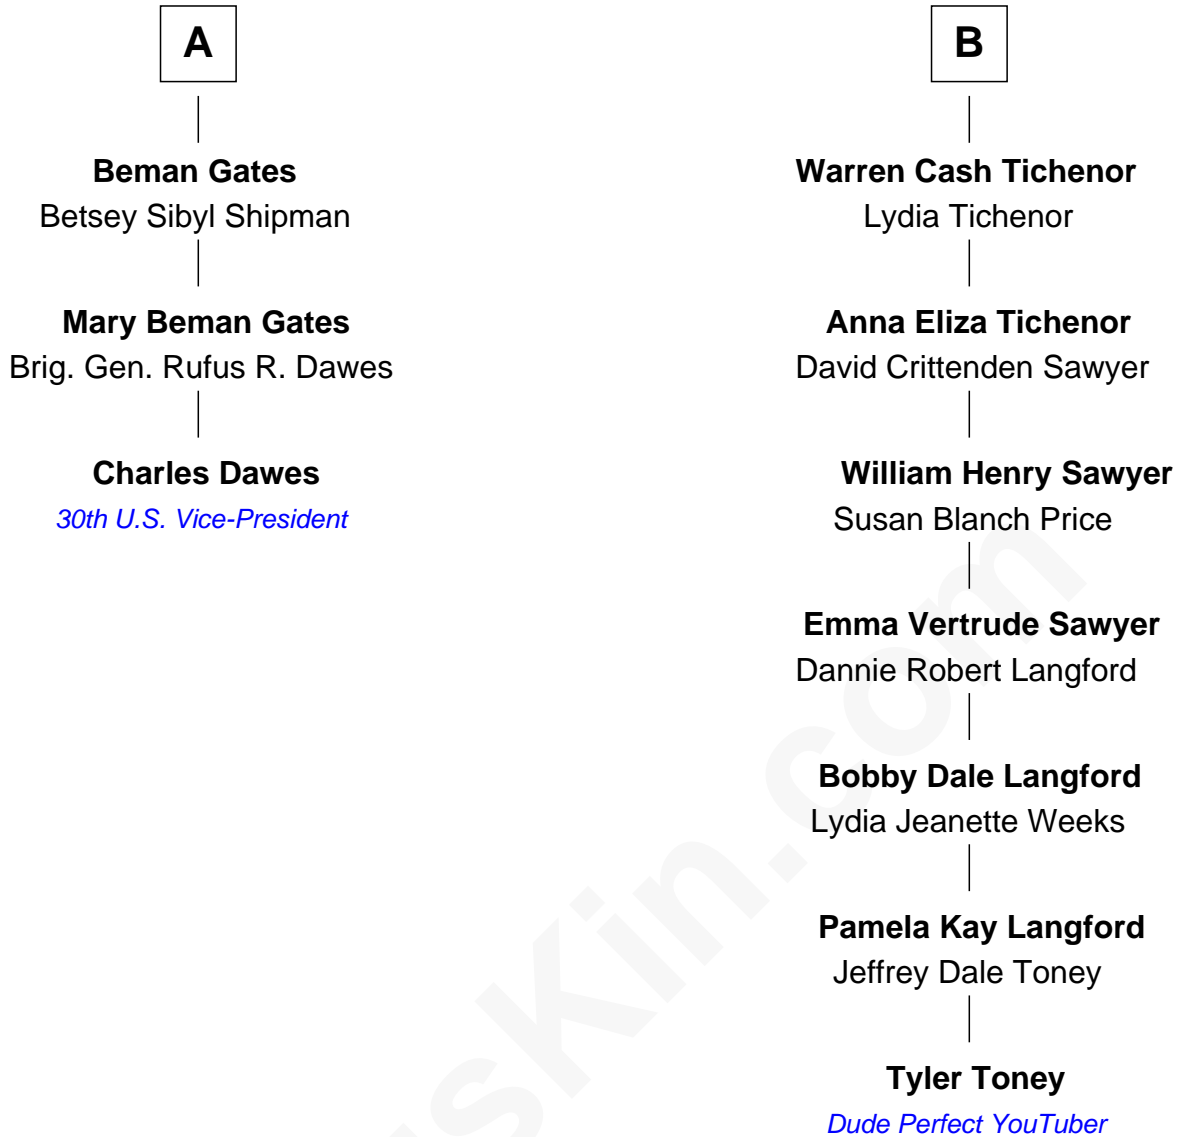 A
Beman Gates
Betsey Sibyl Shipman
Mary Beman Gates
Brig. Gen. Rufus R. Dawes
Charles Dawes
30th U.S. Vice-President
B
Warren Cash Tichenor
Lydia Tichenor
Anna Eliza Tichenor
David Crittenden Sawyer
William Henry Sawyer
Susan Blanch Price
Emma Vertrude Sawyer
Dannie Robert Langford
Bobby Dale Langford
Lydia Jeanette Weeks
Pamela Kay Langford
Jeffrey Dale Toney
Tyler Toney
Dude Perfect YouTuber
sKin.com